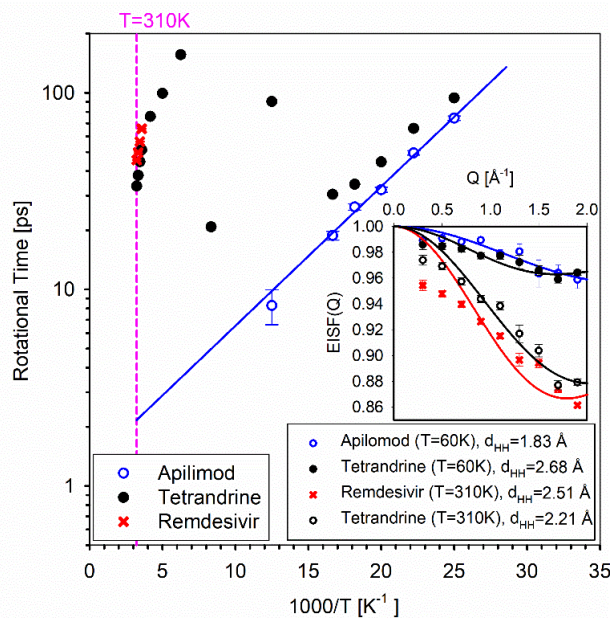 T=310K
Rotational Time [ps]
100
10
1
0
5
10
15
20
25
30
35
1000/T [K⁻¹]
Apilimod
Tetrandrine
Remdesivir
Q [Å⁻¹]
0.0
0.5
1.0
1.5
2.0
EISF(Q)
1.00
0.98
0.96
0.94
0.92
0.90
0.88
0.86
Apilomod (T=60K), dHH=1.83 Å
Tetrandrine (T=60K), dHH=2.68 Å
Remdesivir (T=310K), dHH=2.51 Å
Tetrandrine (T=310K), dHH=2.21 Å